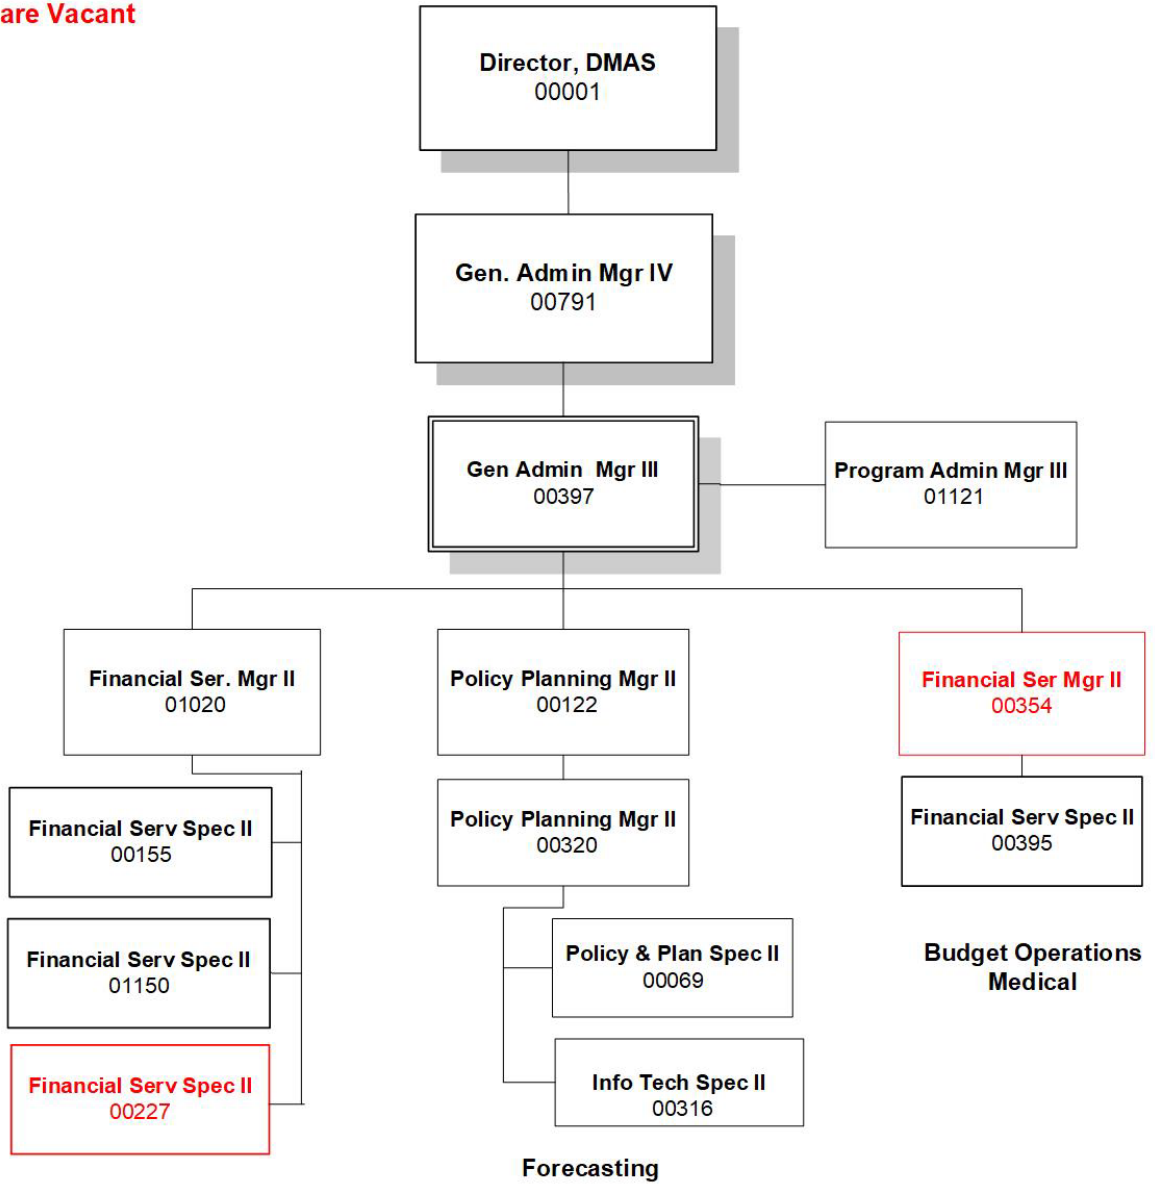 are Vacant
Director, DMAS
00001
Gen. Admin Mgr IV
00791
Gen Admin Mgr III
00397
Program Admin Mgr III
01121
Financial Ser. Mgr II
01020
Policy Planning Mgr II
00122
Financial Ser Mgr II
00354
Financial Serv Spec II
00155
Policy Planning Mgr II
00320
Financial Serv Spec II
00395
Financial Serv Spec II
01150
Policy & Plan Spec II
00069
Budget Operations
Medical
Financial Serv Spec II
00227
Info Tech Spec II
00316
Forecasting